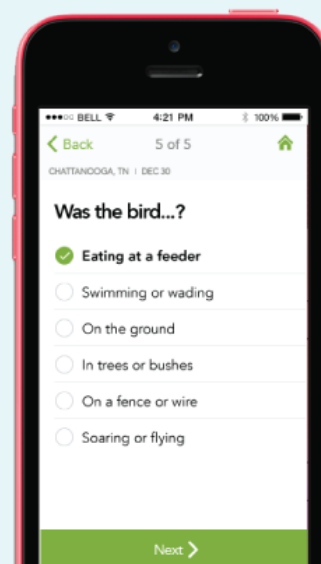 BELL 4:21 PM 100%
Back 5 of 5
CHATTANOOGA, TN | DEC 30
Was the bird...?
Eating at a feeder
Swimming or wading
On the ground
In trees or bushes
On a fence or wire
Soaring or flying
Next